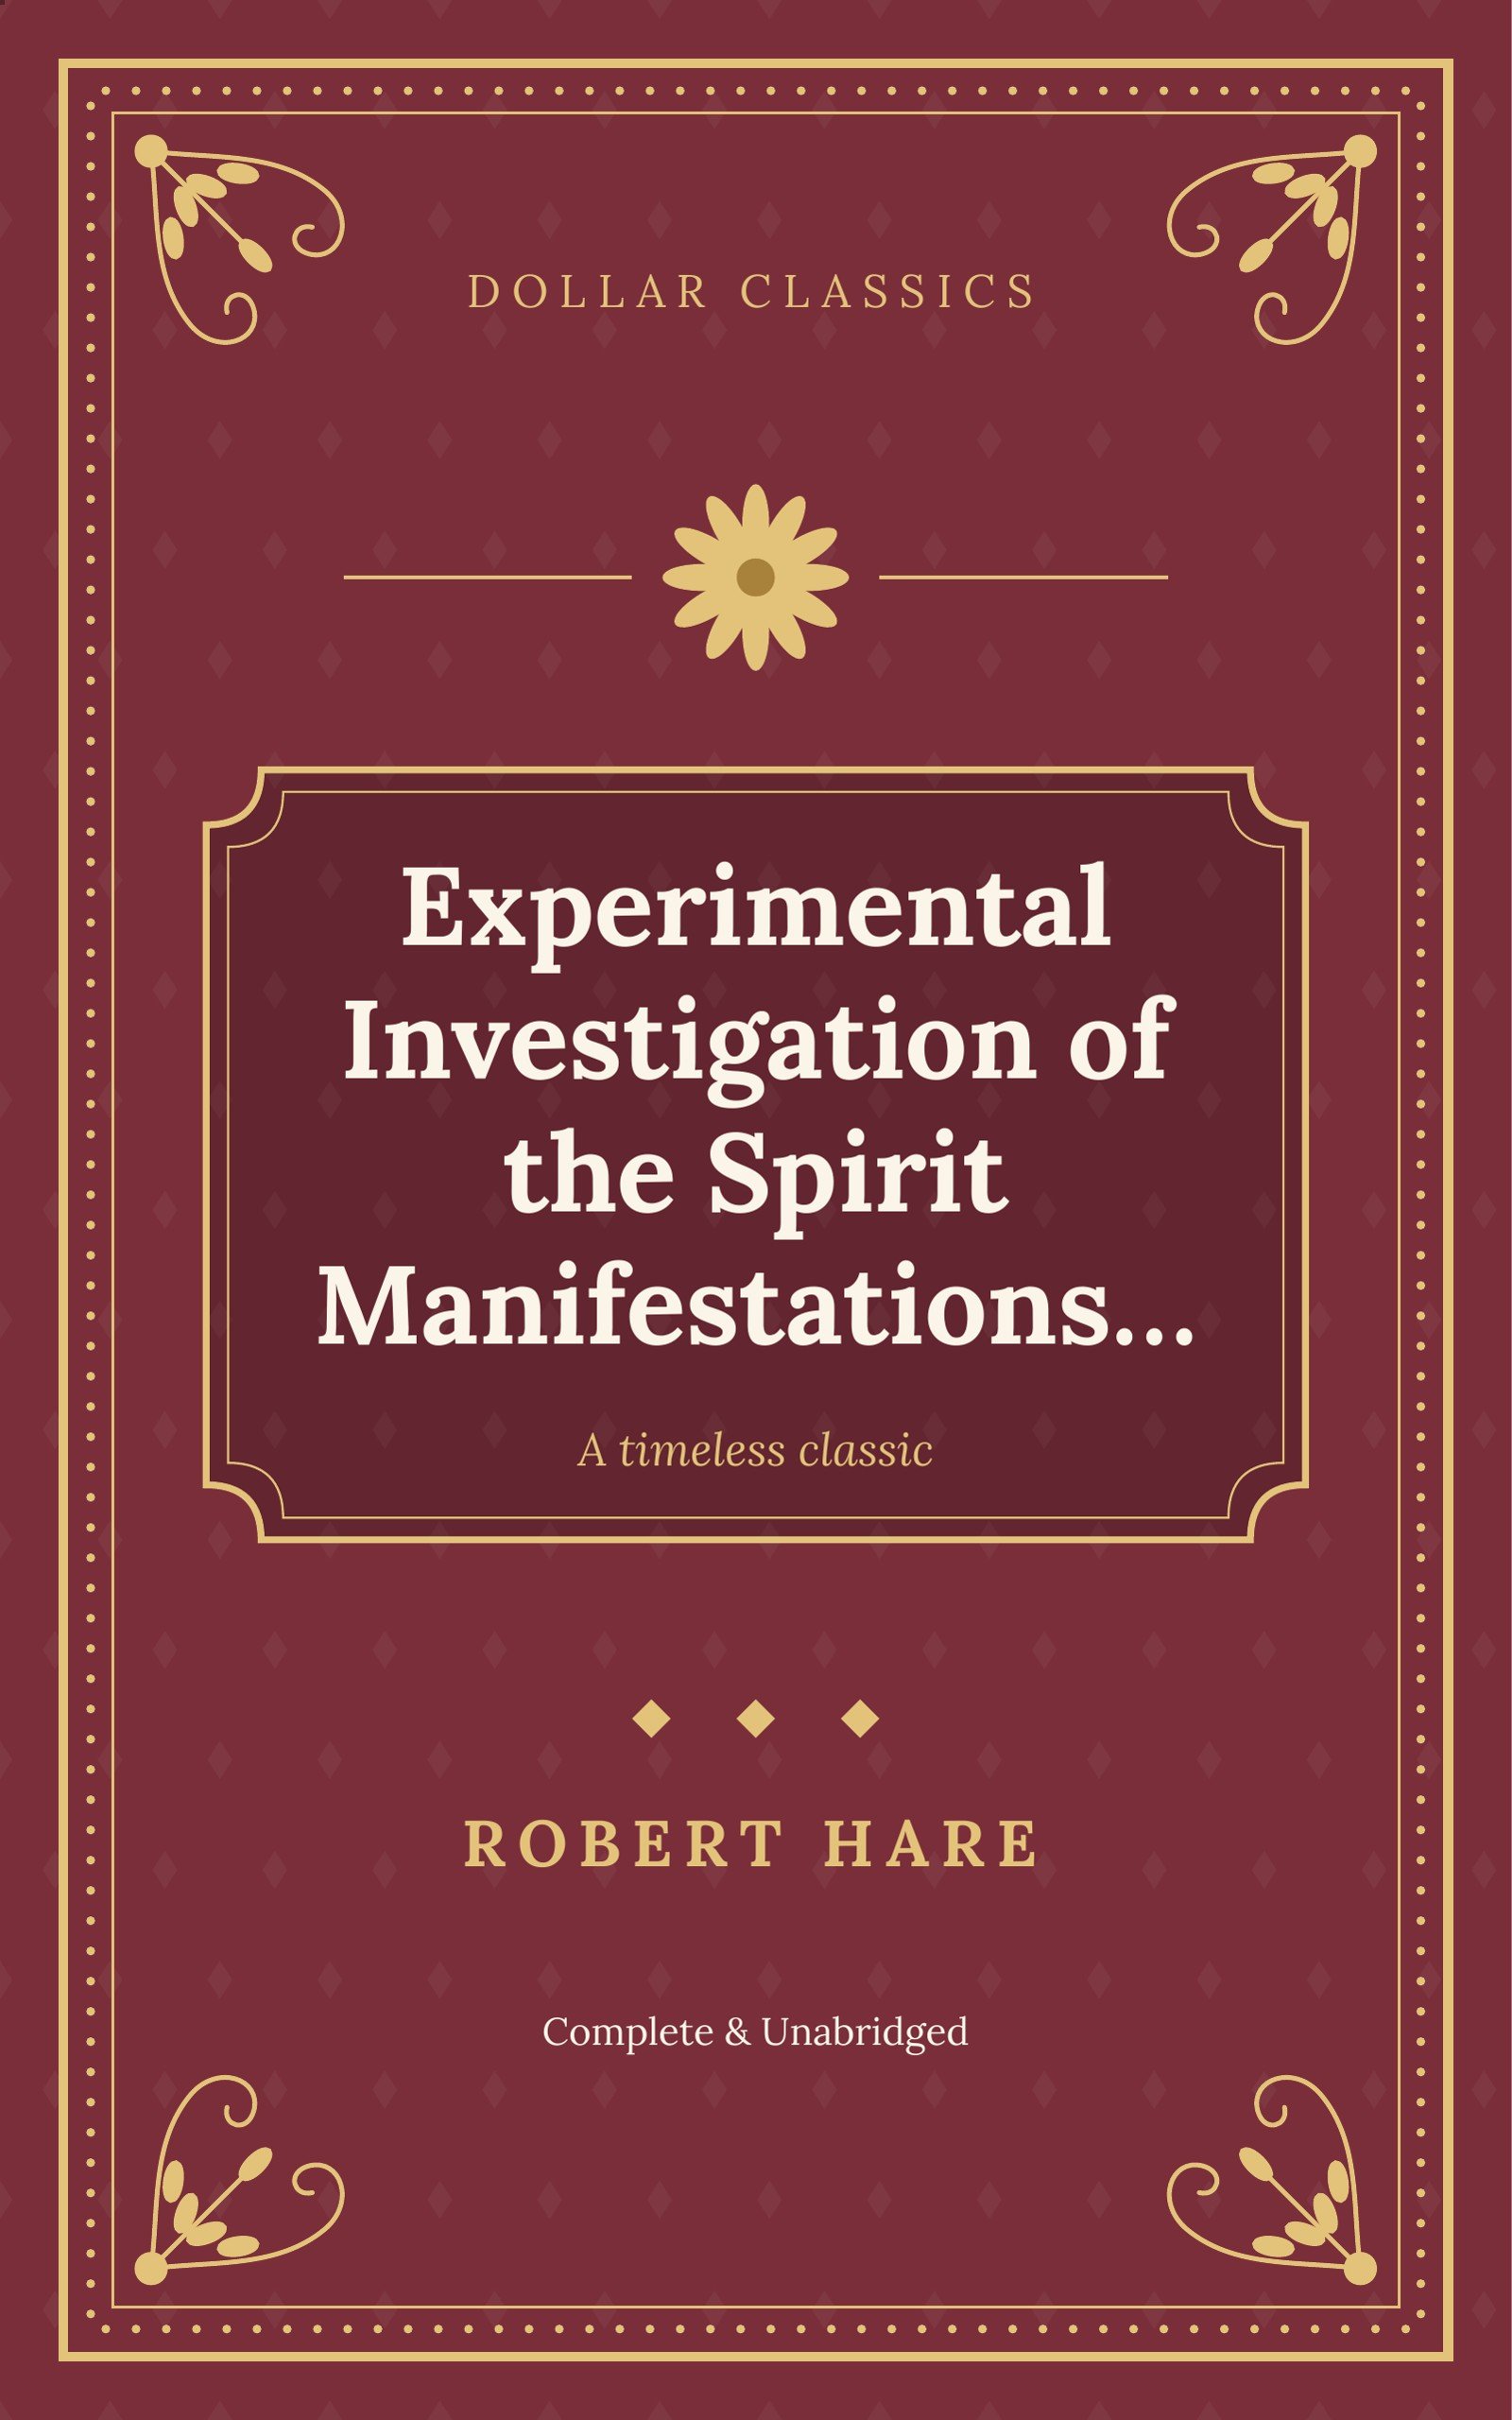 DOLLAR CLASSICS
Experimental
Investigation of
the Spirit
Manifestations...
A timeless classic
ROBERT HARE
Complete & Unabridged